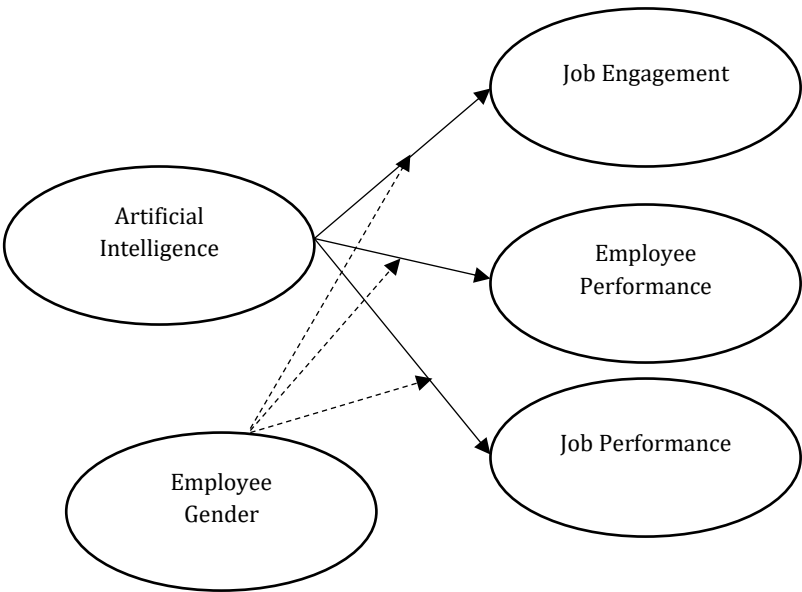 Job Engagement
Artificial
Intelligence
Employee
Performance
Job Performance
Employee
Gender